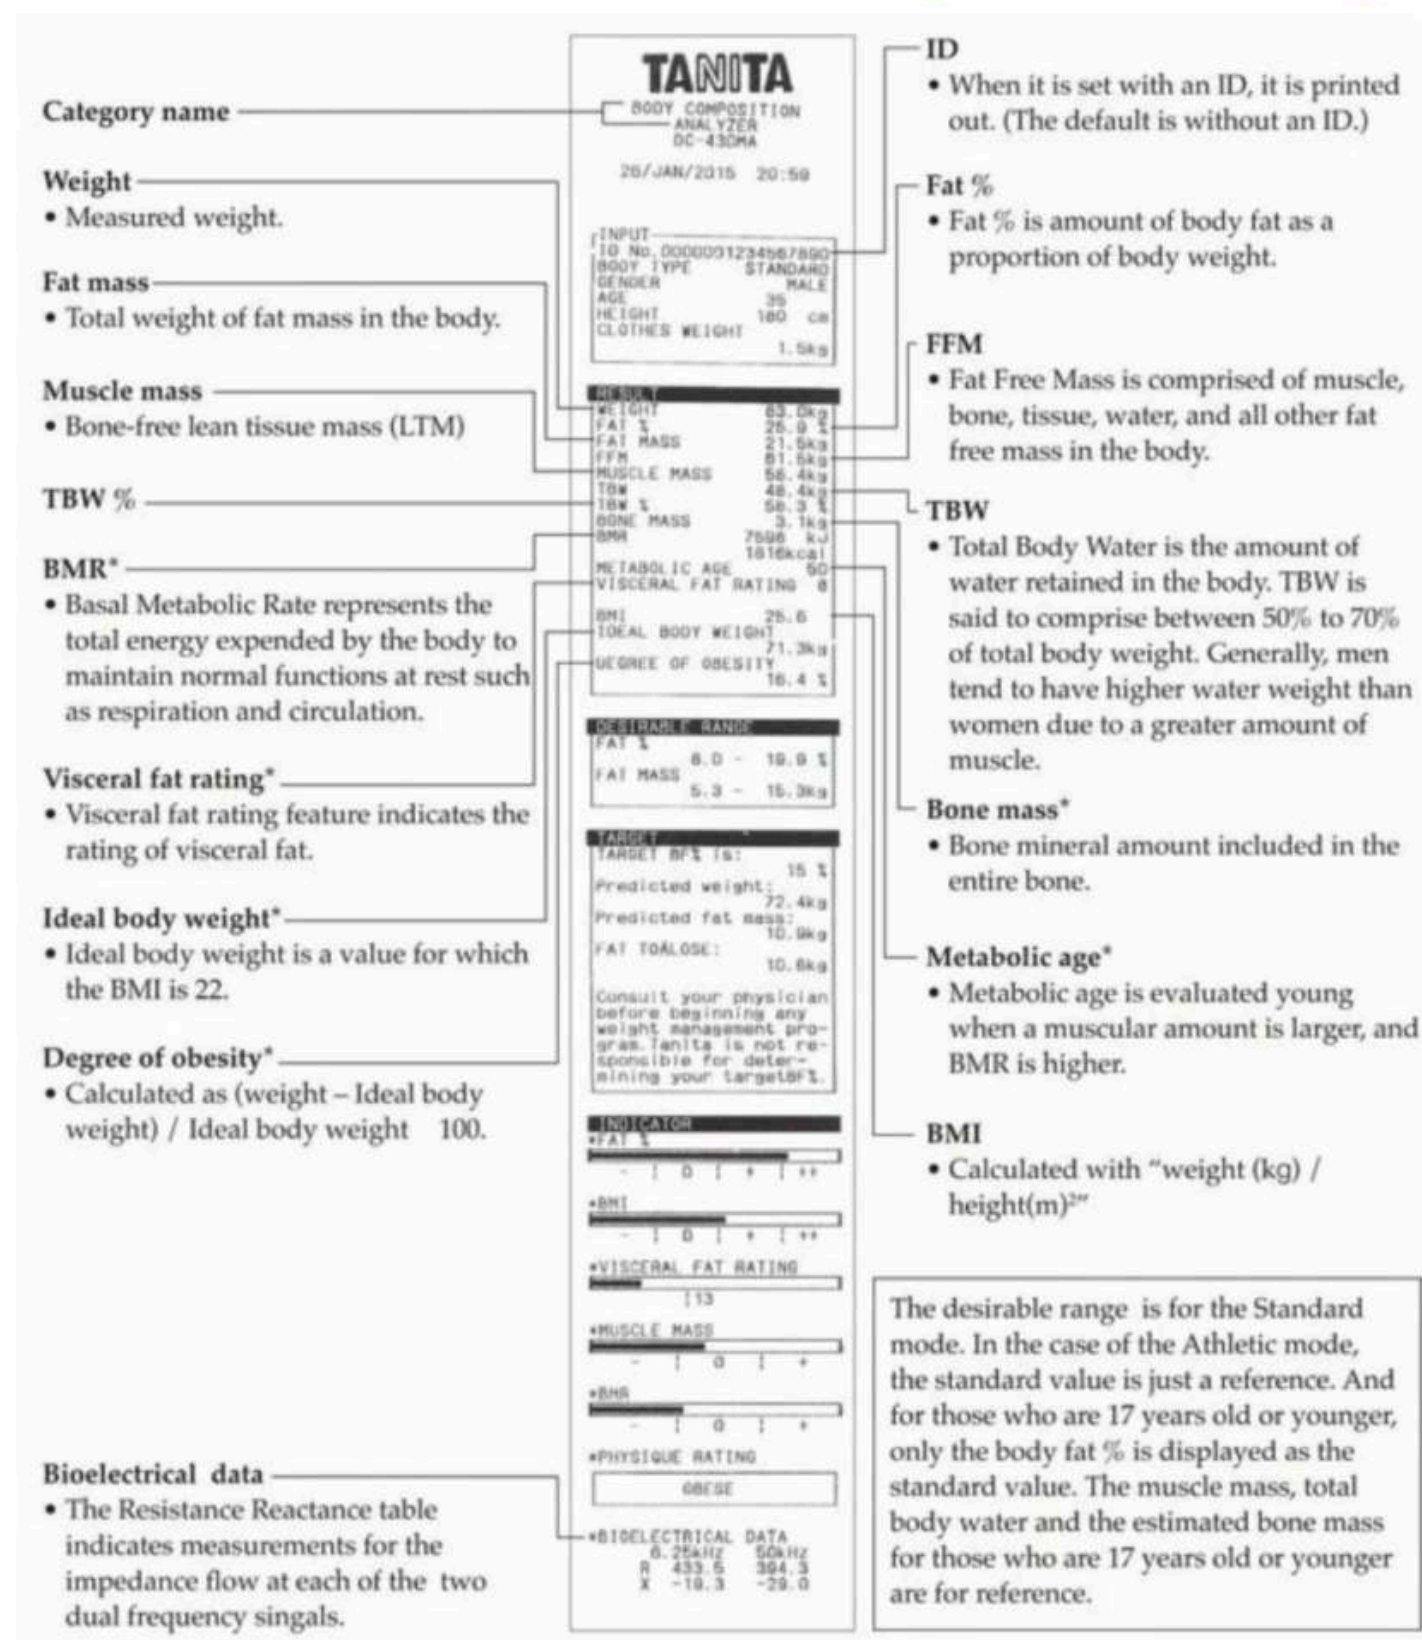 Category name
Weight
• Measured weight.
Fat mass
• Total weight of fat mass in the body.
Muscle mass
• Bone-free lean tissue mass (LTM)
TBW %
BMR*
• Basal Metabolic Rate represents the
total energy expended by the body to
maintain normal functions at rest such
as respiration and circulation.
Visceral fat rating*
• Visceral fat rating feature indicates the
rating of visceral fat.
Ideal body weight*
• Ideal body weight is a value for which
the BMI is 22.
Degree of obesity*
• Calculated as (weight – Ideal body
weight) / Ideal body weight 100.
Bioelectrical data
• The Resistance Reactance table
indicates measurements for the
impedance flow at each of the two
dual frequency singals.
TANITA
BODY COMPOSITION
ANALYZER
DC-430MA
26/JAN/2015 20:59
INPUT
ID No.0000001234567890
BODY TYPE STANDARD
GENDER MALE
AGE 35
HEIGHT 180 cm
CLOTHES WEIGHT
1.5kg
RESULT
WEIGHT 83.0kg
FAT % 25.9 %
FAT MASS 21.5kg
FFM 61.5kg
MUSCLE MASS 58.4kg
TBW 48.4kg
TBW % 58.3 %
BONE MASS 3.1kg
BMR 7598 kJ
1816kcal
METABOLIC AGE 50
VISCERAL FAT RATING 8
BMI 25.6
IDEAL BODY WEIGHT
71.3kg
DEGREE OF OBESITY
16.4 %
DESIRABLE RANGE
FAT %
8.0 - 19.9 %
FAT MASS
5.3 - 15.3kg
TARGET
TARGET BF% is:
15 %
Predicted weight:
72.4kg
Predicted fat mass:
10.9kg
FAT TOALOSE:
10.6kg
Consult your physician
before beginning any
weight management pro-
gram.Tanita is not re-
sponsible for deter-
mining your targetBF%.
INDICATOR
*FAT %
- | 0 | + | ++
*BMI
- | 0 | + | ++
*VISCERAL FAT RATING
|13
*MUSCLE MASS
- | 0 | +
*BMR
- | 0 | +
*PHYSIQUE RATING
OBESE
*BIOELECTRICAL DATA
6.25kHz 50kHz
R 433.5 394.3
X -19.3 -29.0
ID
• When it is set with an ID, it is printed
out. (The default is without an ID.)
Fat %
• Fat % is amount of body fat as a
proportion of body weight.
FFM
• Fat Free Mass is comprised of muscle,
bone, tissue, water, and all other fat
free mass in the body.
TBW
• Total Body Water is the amount of
water retained in the body. TBW is
said to comprise between 50% to 70%
of total body weight. Generally, men
tend to have higher water weight than
women due to a greater amount of
muscle.
Bone mass*
• Bone mineral amount included in the
entire bone.
Metabolic age*
• Metabolic age is evaluated young
when a muscular amount is larger, and
BMR is higher.
BMI
• Calculated with "weight (kg) /
height(m)²"
The desirable range is for the Standard
mode. In the case of the Athletic mode,
the standard value is just a reference. And
for those who are 17 years old or younger,
only the body fat % is displayed as the
standard value. The muscle mass, total
body water and the estimated bone mass
for those who are 17 years old or younger
are for reference.